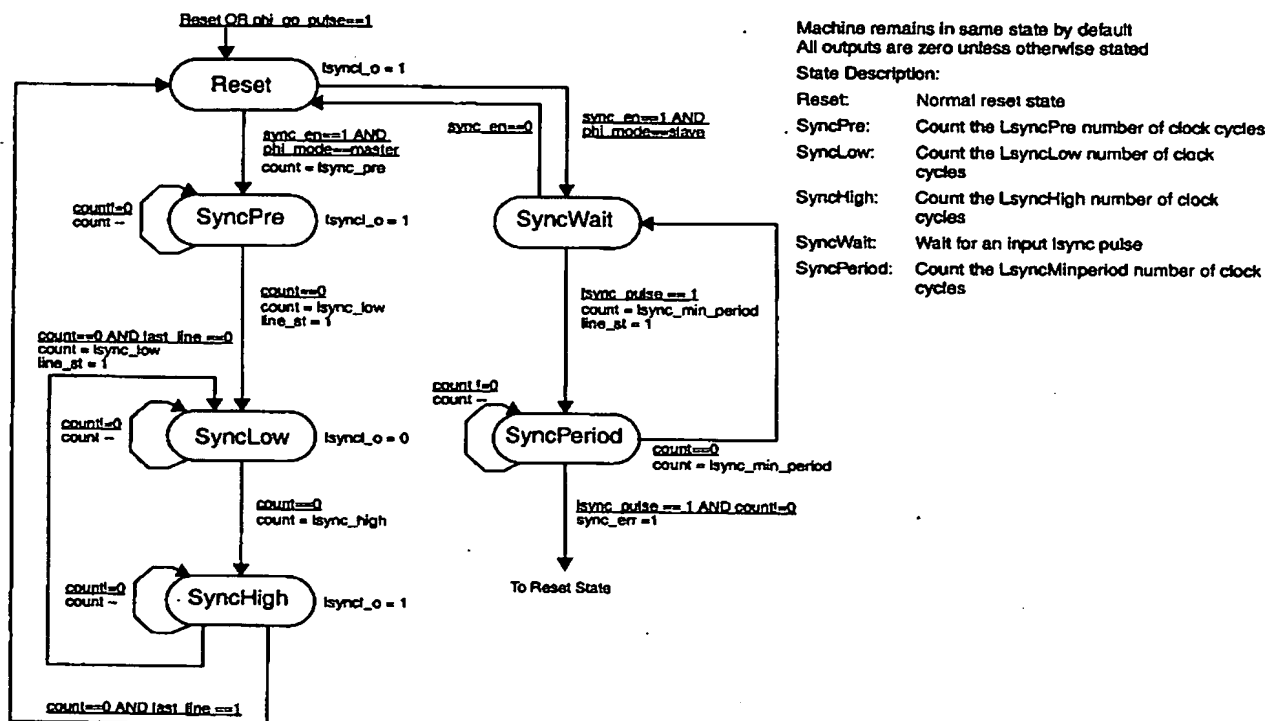 Reset OR phi_go_pulse==1
lsyncl_o = 1
Reset
sync_en==1 AND
phi_mode==master
count = lsync_pre
sync_en==0
sync_en==1 AND
phi_mode==slave
count!=0
count --
SyncPre
lsyncl_o = 1
SyncWait
count==0
count = lsync_low
line_st = 1
lsync_pulse == 1
count = lsync_min_period
line_st = 1
count==0 AND last_line ==0
count = lsync_low
line_st = 1
count!=0
count --
SyncLow
lsyncl_o = 0
count !=0
count --
SyncPeriod
count==0
count = lsync_min_period
count==0
count = lsync_high
lsync_pulse == 1 AND count!=0
sync_err =1
To Reset State
count!=0
count --
SyncHigh
lsyncl_o = 1
count==0 AND last_line ==1
Machine remains in same state by default
All outputs are zero unless otherwise stated
State Description:
Reset: Normal reset state
SyncPre: Count the LsyncPre number of clock cycles
SyncLow: Count the LsyncLow number of clock
cycles
SyncHigh: Count the LsyncHigh number of clock
cycles
SyncWait: Wait for an input lsync pulse
SyncPeriod: Count the LsyncMinperiod number of clock
cycles